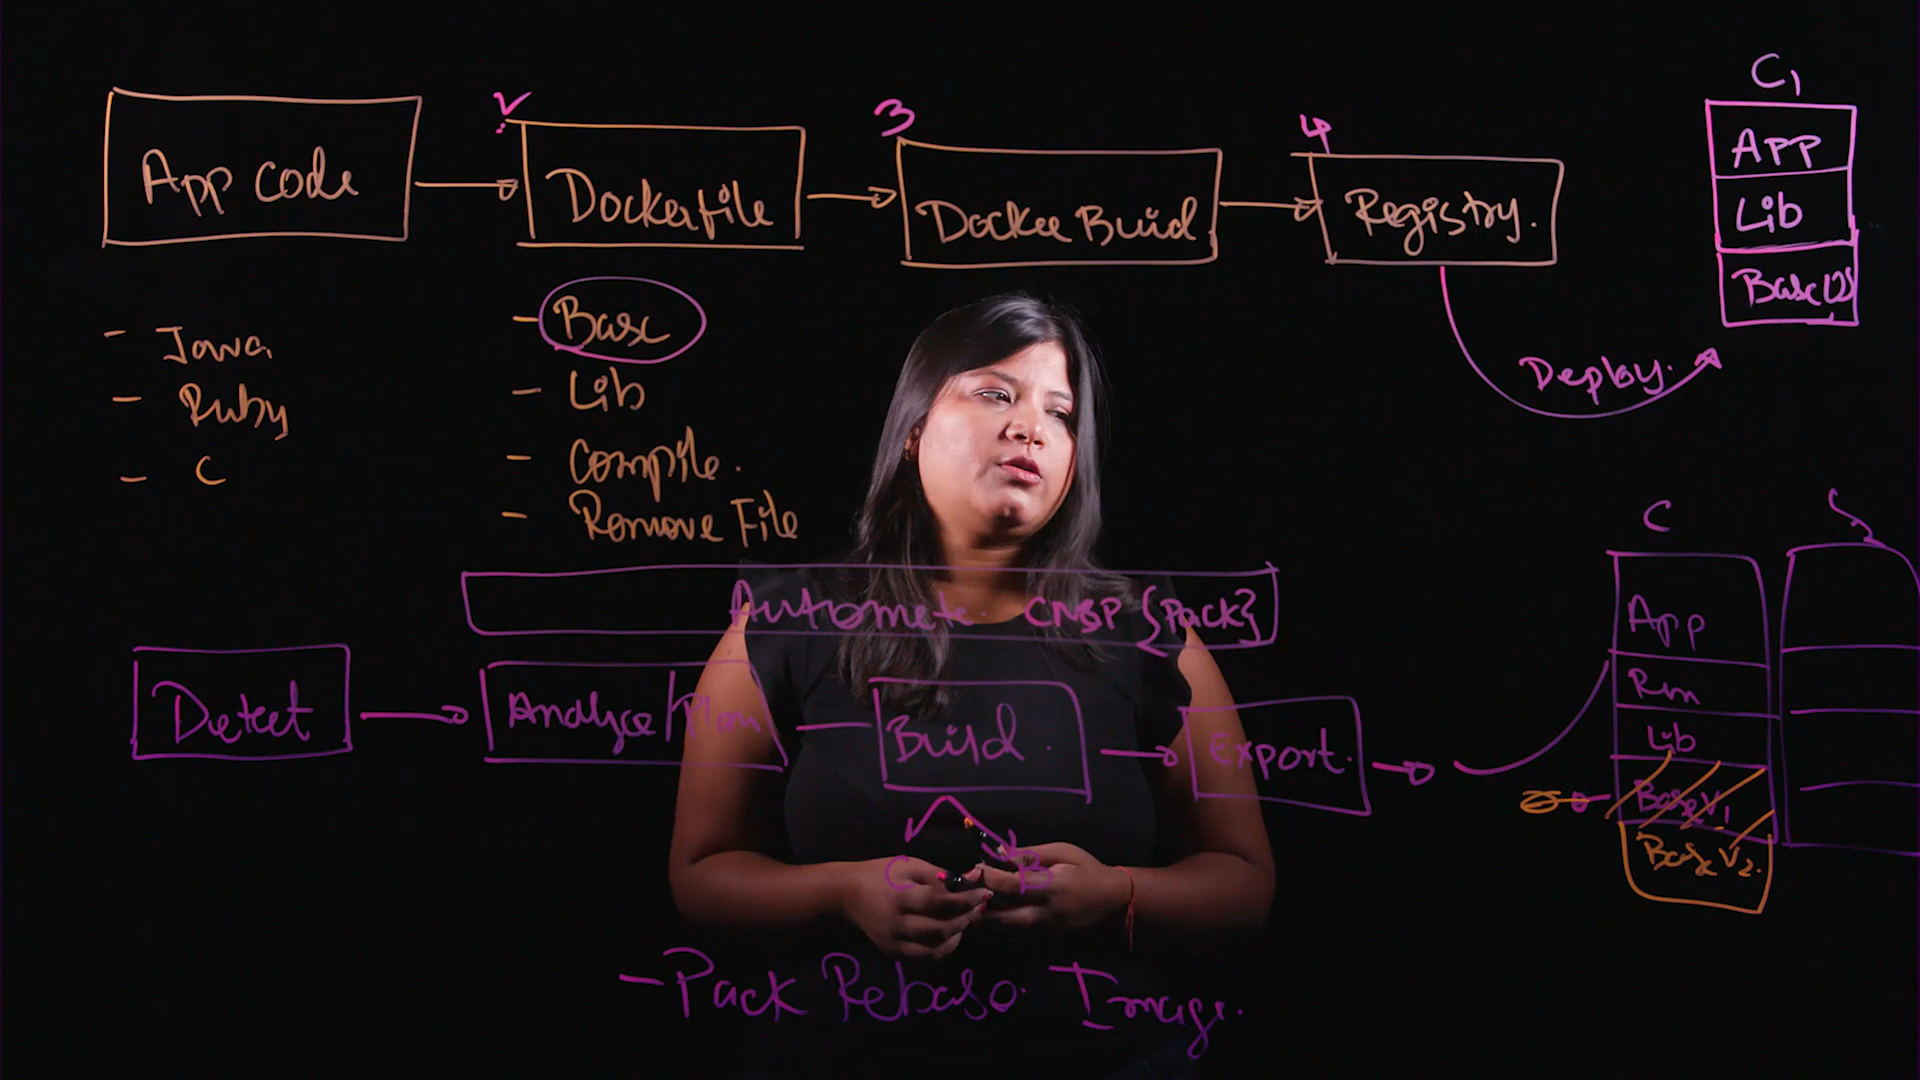 C1
App code
2
Dockerfile
3
Docker Build
4
Registry.
App
Lib
Base
- Java
- Ruby
- C
- Base
- Lib
- Compile.
- Remove File
Deploy.
Automate. CNBP {Pack}
Detect
Analyze/Plan
Build.
Export.
C
B
C
App
Run
Lib
Base V1
Base V2.
- Pack Rebase Image.